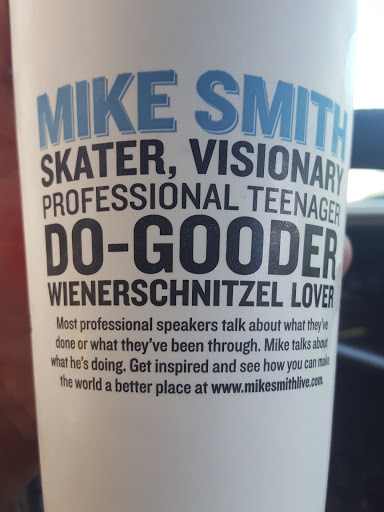 MIKE SMITH
SKATER, VISIONARY
PROFESSIONAL TEENAGER
DO-GOODER
WIENERSCHNITZEL LOVER
Most professional speakers talk about what they've
done or what they've been through. Mike talks about
what he's doing. Get inspired and see how you can make
the world a better place at www.mikesmithlive.com.